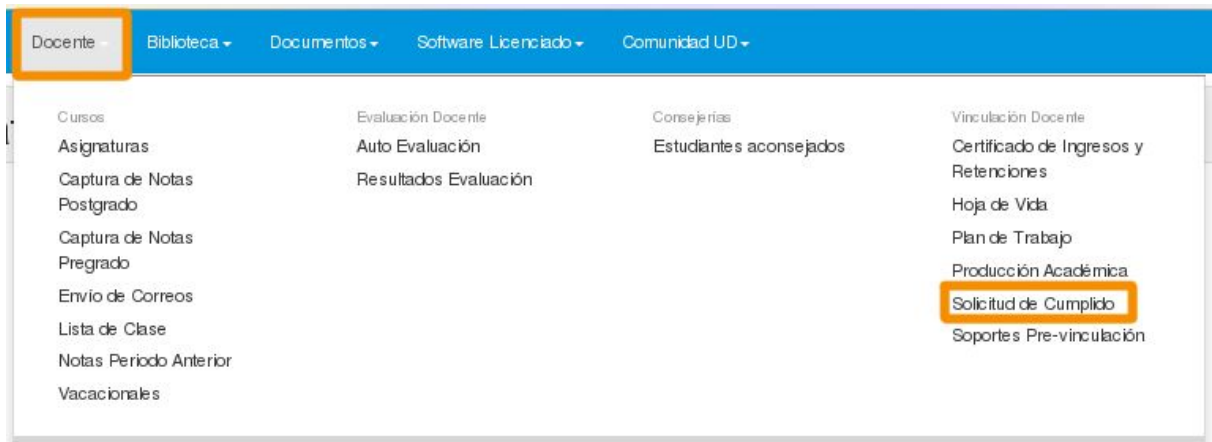 Docente Biblioteca Documentos Software Licenciado Comunidad UD
Cursos
Asignaturas
Captura de Notas
Postgrado
Captura de Notas
Pregrado
Envío de Correos
Lista de Clase
Notas Periodo Anterior
Vacacionales
Evaluación Docente
Auto Evaluación
Resultados Evaluación
Consejerías
Estudiantes aconsejados
Vinculación Docente
Certificado de Ingresos y
Retenciones
Hoja de Vida
Plan de Trabajo
Producción Académica
Solicitud de Cumplido
Soportes Pre-vinculación